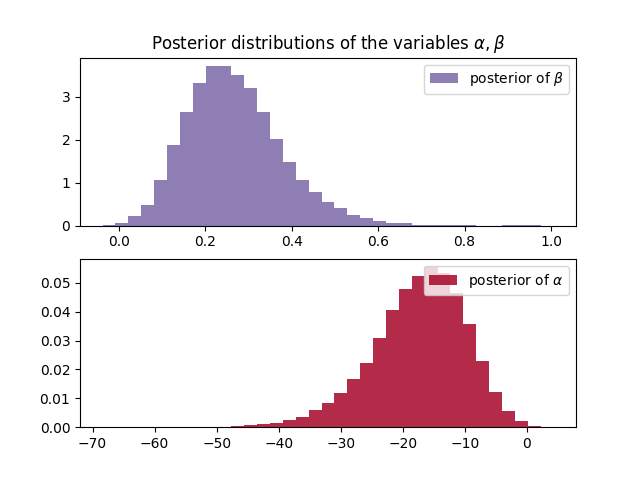 Posterior distributions of the variables α, β
posterior of β
3
2
1
0
0.0 0.2 0.4 0.6 0.8 1.0
posterior of α
0.05
0.04
0.03
0.02
0.01
0.00
−70 −60 −50 −40 −30 −20 −10 0